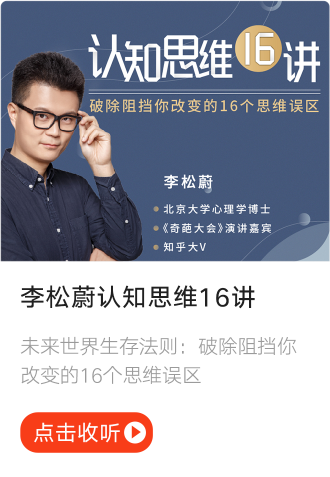 认知思维16讲
破除阻挡你改变的16个思维误区
李松蔚
北京大学心理学博士
《奇葩大会》演讲嘉宾
知乎大V
李松蔚认知思维16讲
未来世界生存法则：破除阻挡你
改变的16个思维误区
点击收听